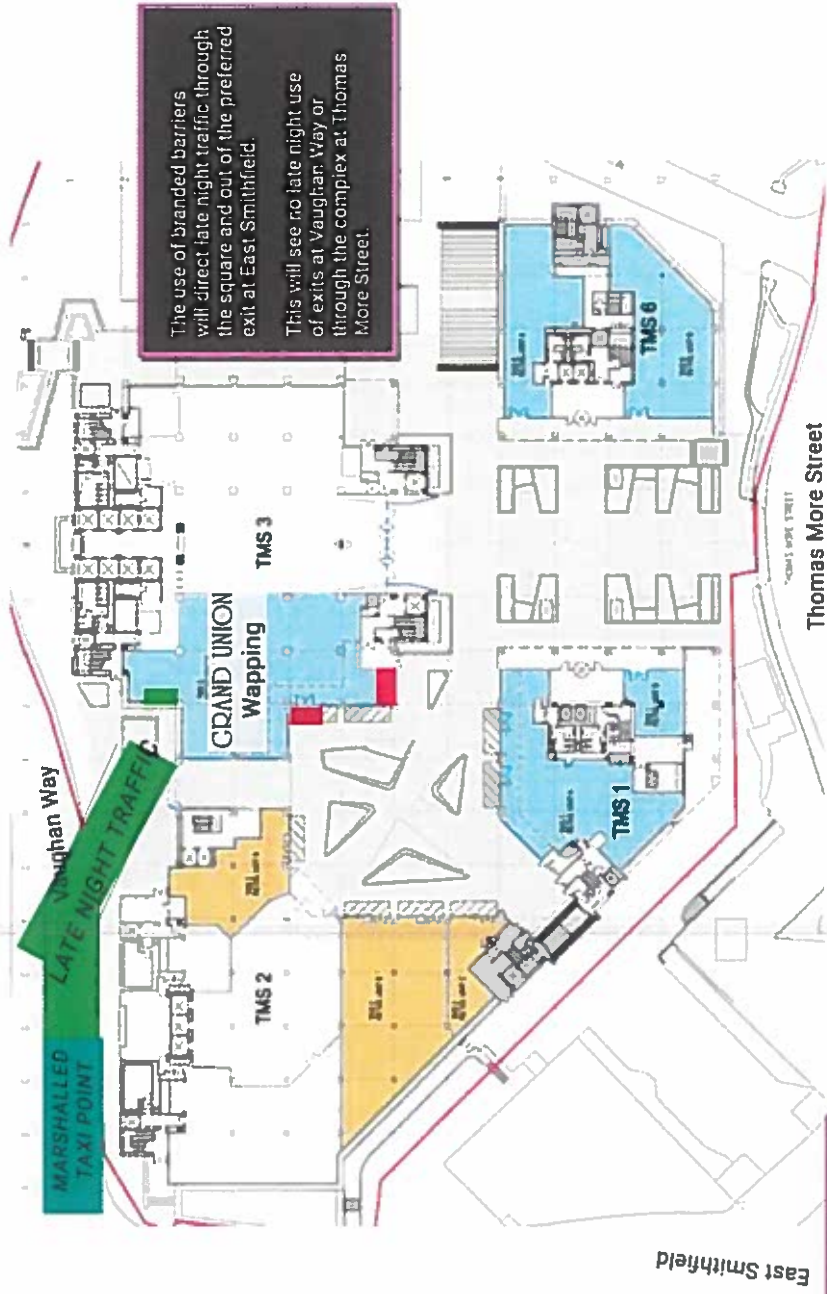 The use of branded barriers
will direct late night traffic through
the square and out of the preferred
exit at East Smithfield.
This will see no late night use
of exits at Vaughan Way or
through the complex at Thomas
More Street.
MARSHALLED
TAXI POINT
LATE NIGHT TRAFFIC
Vaughan Way
GRAND UNION
Wapping
TMS 3
TMS 2
TMS 1
TMS 6
THOMAS MORE STREET
Thomas More Street
East Smithfield